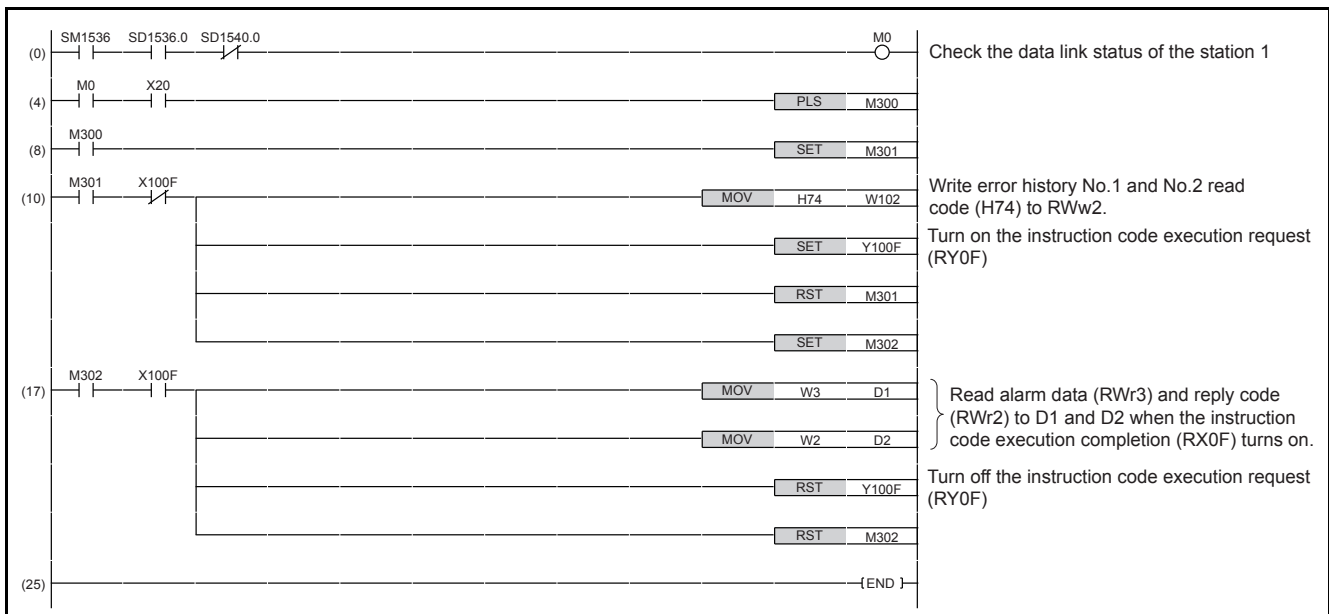 SM1536 SD1536.0 SD1540.0 M0
(0) Check the data link status of the station 1
M0 X20
(4) PLS M300
M300
(8) SET M301
M301 X100F
(10) MOV H74 W102
Write error history No.1 and No.2 read
code (H74) to RWw2.
SET Y100F
Turn on the instruction code execution request
(RY0F)
RST M301
SET M302
M302 X100F
(17) MOV W3 D1
MOV W2 D2
Read alarm data (RWr3) and reply code
(RWr2) to D1 and D2 when the instruction
code execution completion (RX0F) turns on.
RST Y100F
Turn off the instruction code execution request
(RY0F)
RST M302
(25) END